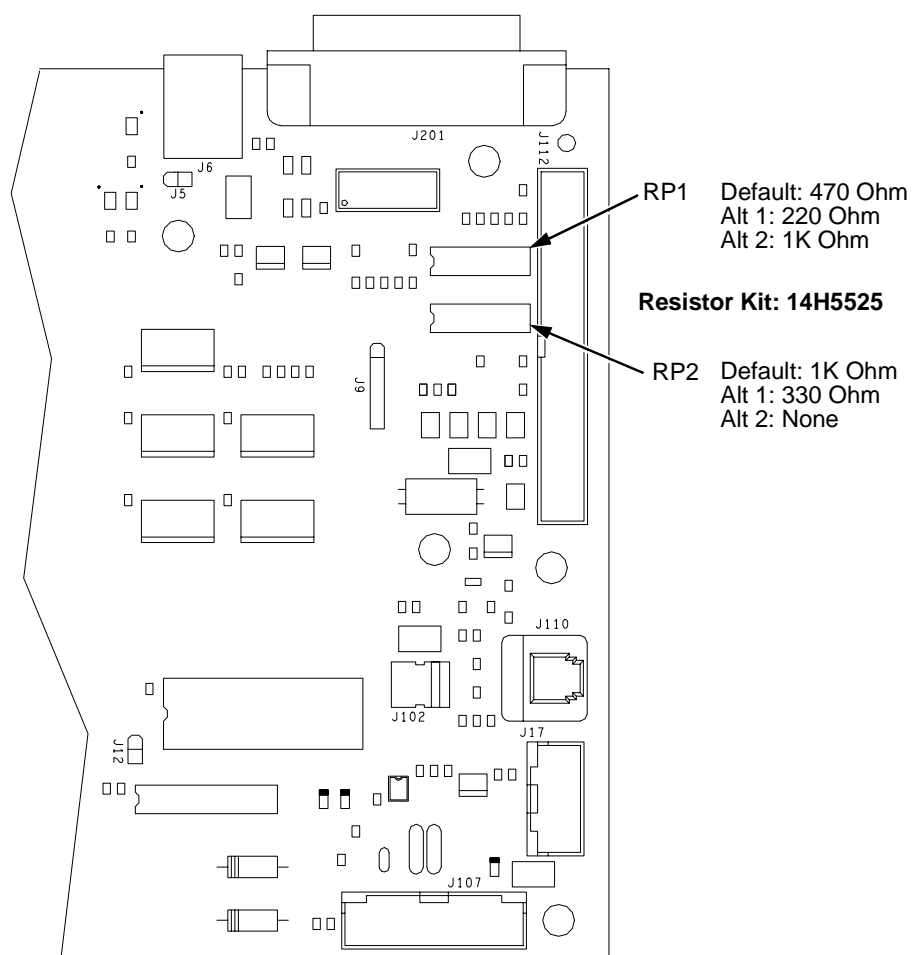 J201
J6
J5
J112
RP1 Default: 470 Ohm
Alt 1: 220 Ohm
Alt 2: 1K Ohm
Resistor Kit: 14H5525
J9
RP2 Default: 1K Ohm
Alt 1: 330 Ohm
Alt 2: None
J110
J102
J17
J12
J107